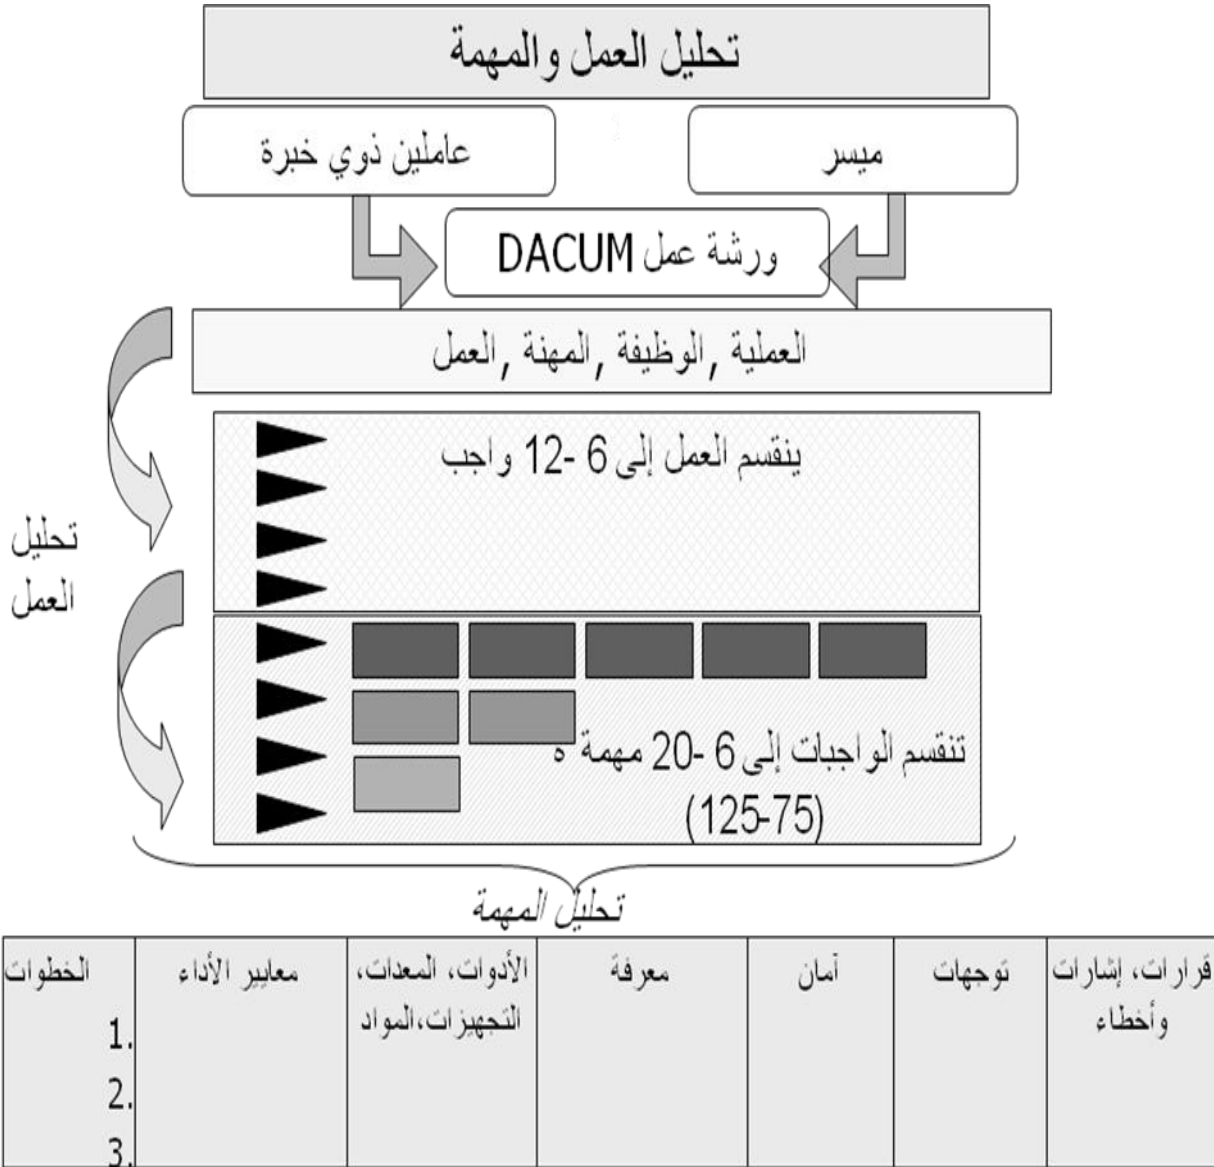 تحليل العمل والمهمة
ميسر
عاملين ذوي خبرة
ورشة عمل DACUM
العملية ,الوظيفة ,المهنة ,العمل
ينقسم العمل إلى 6 -12 واجب
تحليل
العمل
تنقسم الواجبات إلى 6 -20 مهمة ه
(125-75)
تحليل المهمة
قرارات، إشارات
وأخطاء
توجهات
آمان
معرفة
الأدوات، المعدات،
التجهيزات،المواد
معايير الأداء
الخطوات
1.
2.
3.